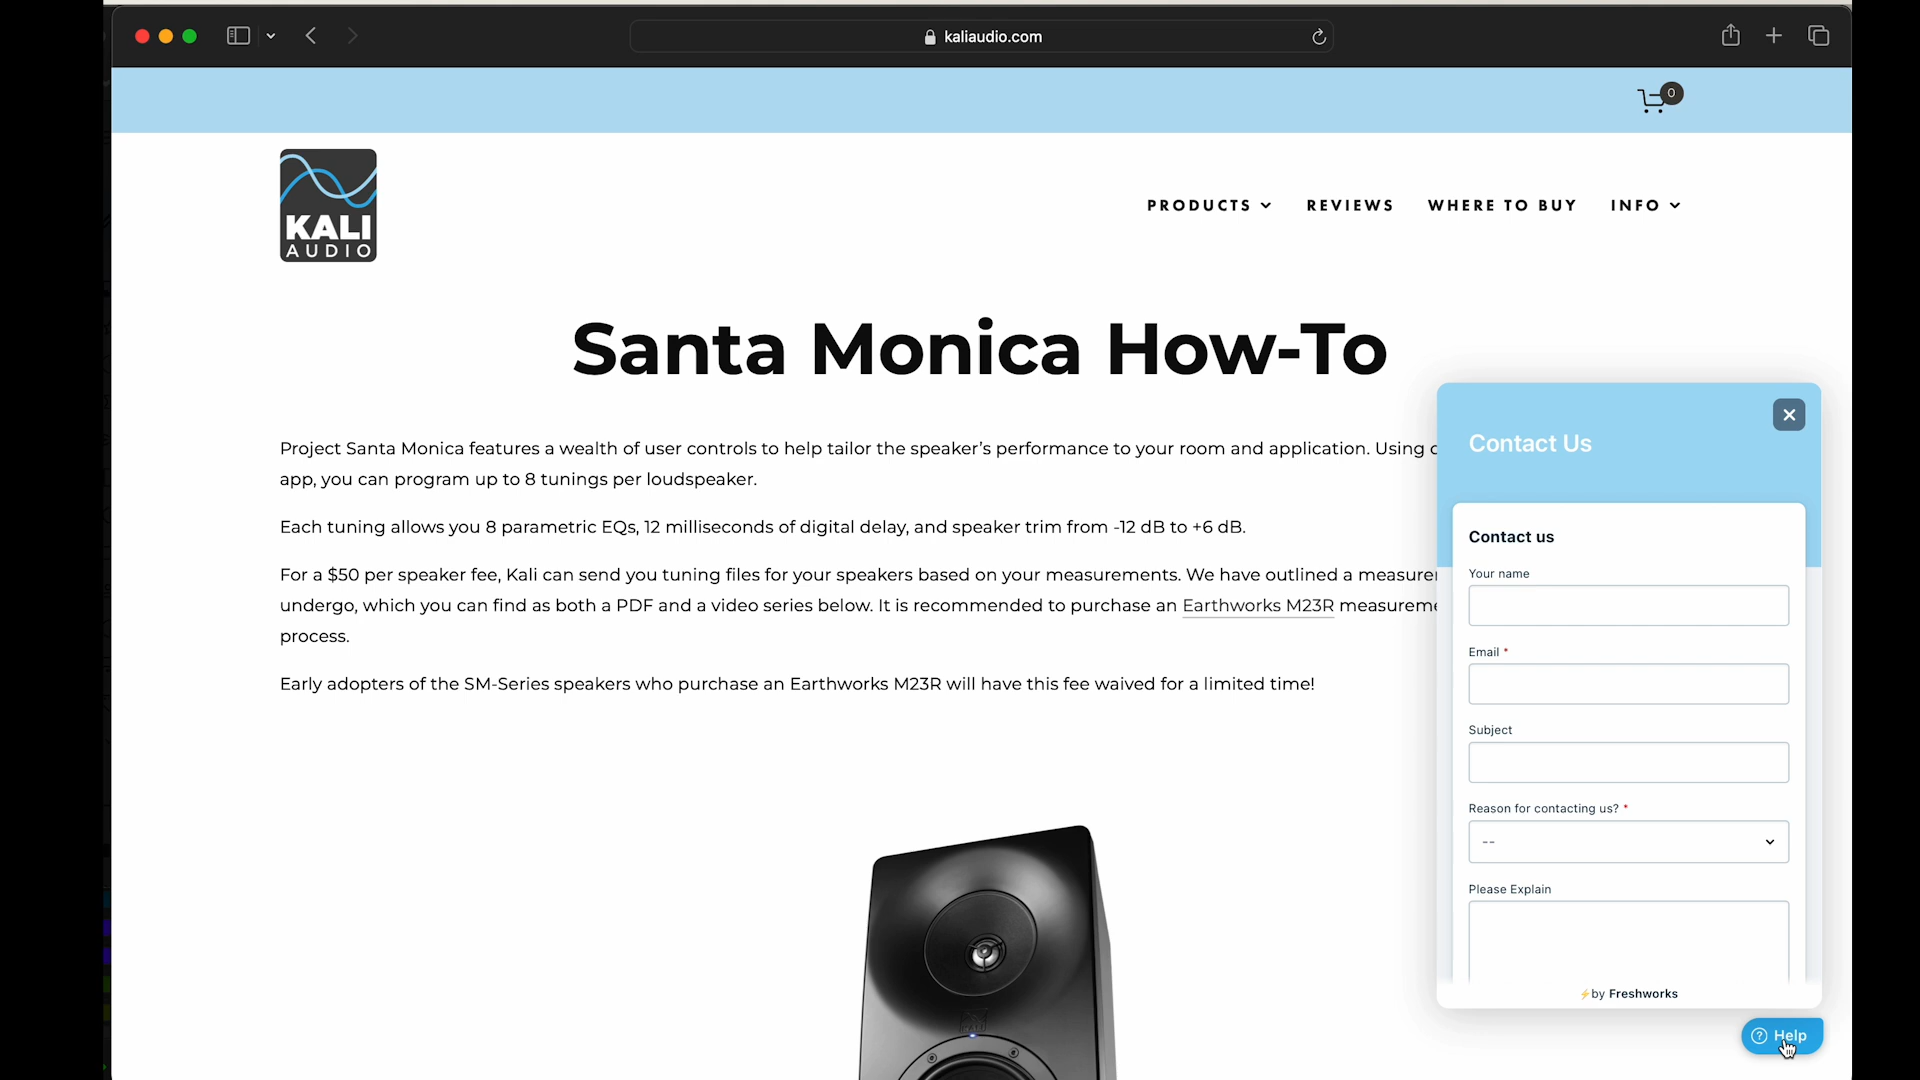 kaliaudio.com
0
KALI
AUDIO
PRODUCTS
REVIEWS
WHERE TO BUY
INFO
Santa Monica How-To
Project Santa Monica features a wealth of user controls to help tailor the speaker's performance to your room and application. Using
app, you can program up to 8 tunings per loudspeaker.
Each tuning allows you 8 parametric EQs, 12 milliseconds of digital delay, and speaker trim from -12 dB to +6 dB.
For a $50 per speaker fee, Kali can send you tuning files for your speakers based on your measurements. We have outlined a measurem
undergo, which you can find as both a PDF and a video series below. It is recommended to purchase an Earthworks M23R measureme
process.
Early adopters of the SM-Series speakers who purchase an Earthworks M23R will have this fee waived for a limited time!
Contact Us
Contact us
Your name
Email *
Subject
Reason for contacting us? *
--
Please Explain
⚡by Freshworks
Help